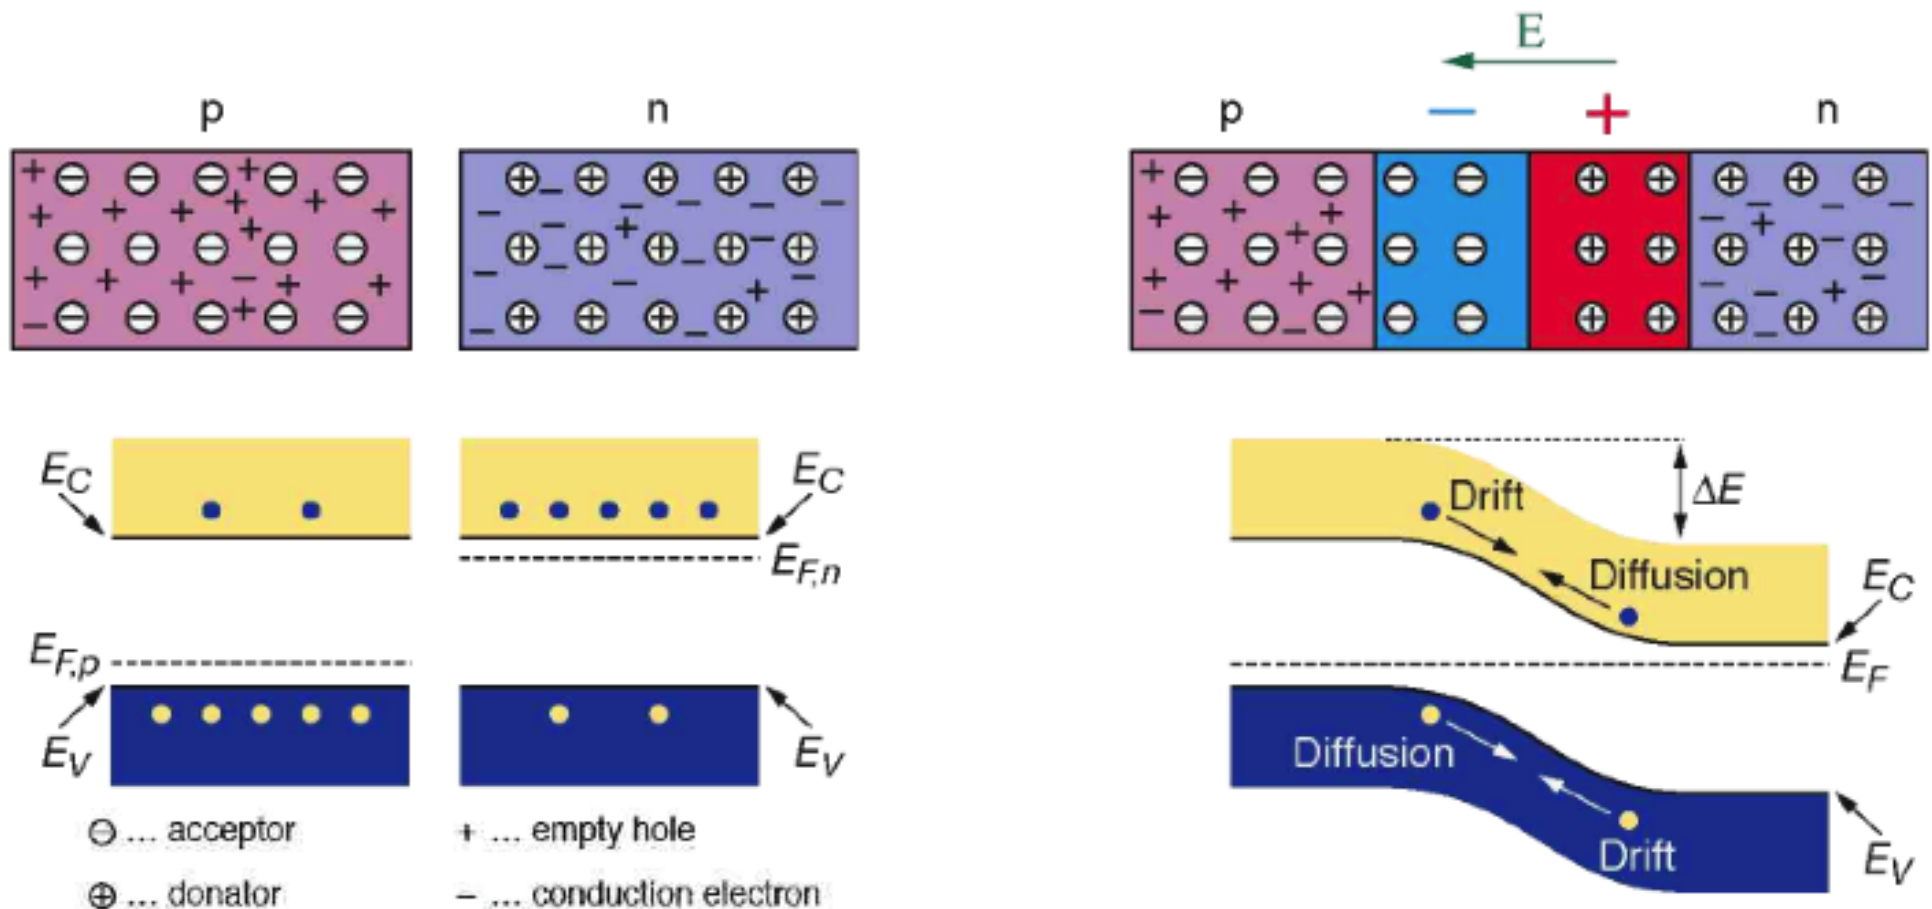 E
p
n
p
−
+
n
E_C
E_C
E_F,n
E_F,p
E_V
E_V
Drift
ΔE
Diffusion
E_C
E_F
Diffusion
Drift
E_V
⊖ ... acceptor
+ ... empty hole
⊕ ... donator
− ... conduction electron